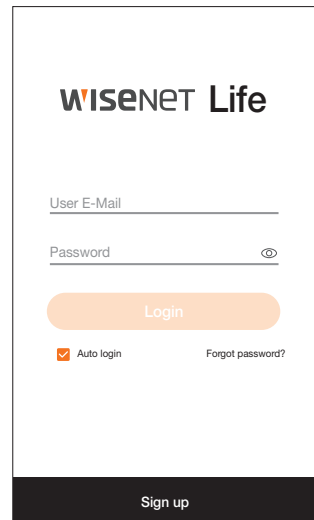 WISENET Life
User E-Mail
Password
Login
Auto login Forgot password?
Sign up